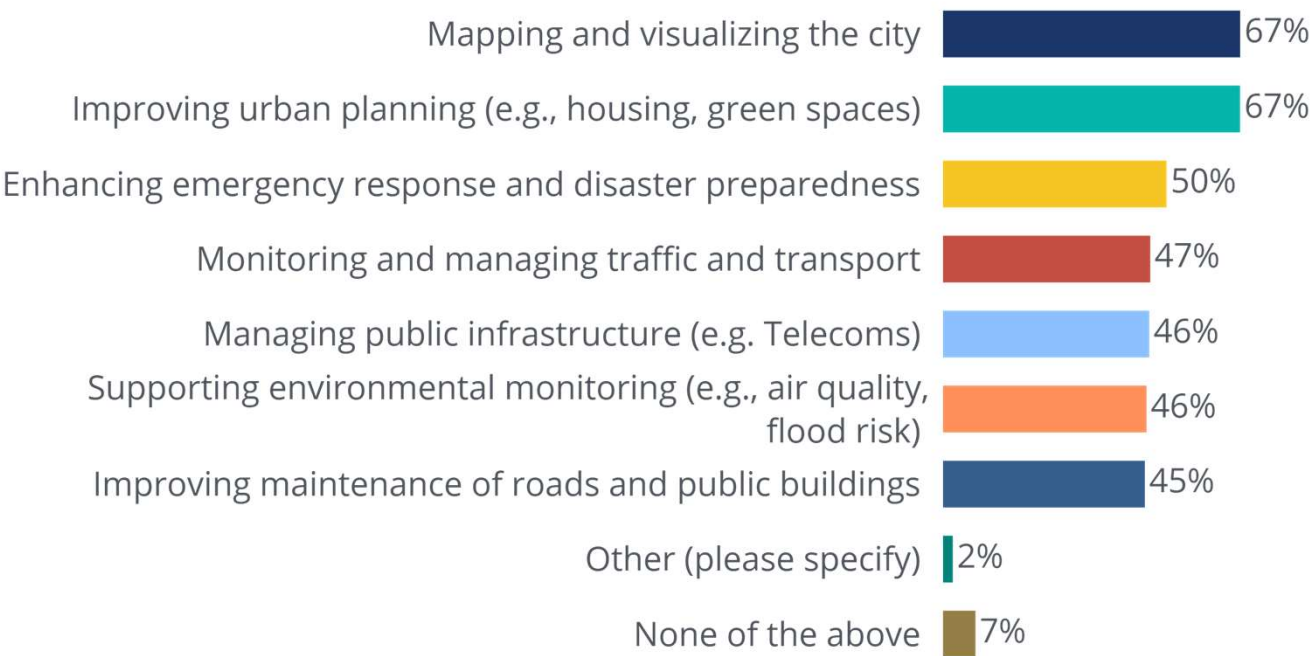 Mapping and visualizing the city 67%
Improving urban planning (e.g., housing, green spaces) 67%
Enhancing emergency response and disaster preparedness 50%
Monitoring and managing traffic and transport 47%
Managing public infrastructure (e.g. Telecoms) 46%
Supporting environmental monitoring (e.g., air quality,
flood risk) 46%
Improving maintenance of roads and public buildings 45%
Other (please specify) 2%
None of the above 7%